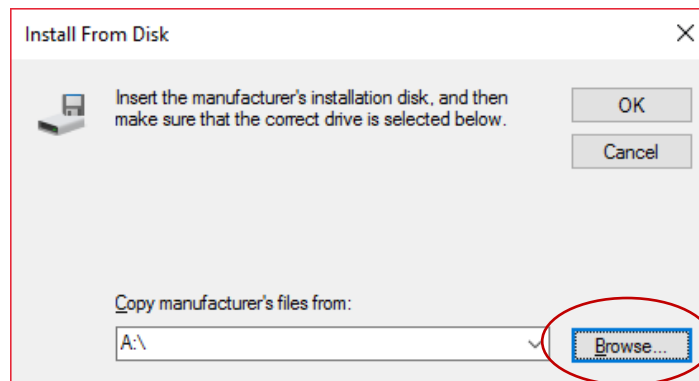 Install From Disk
Insert the manufacturer's installation disk, and then
make sure that the correct drive is selected below.
OK
Cancel
Copy manufacturer's files from:
A:\
Browse...